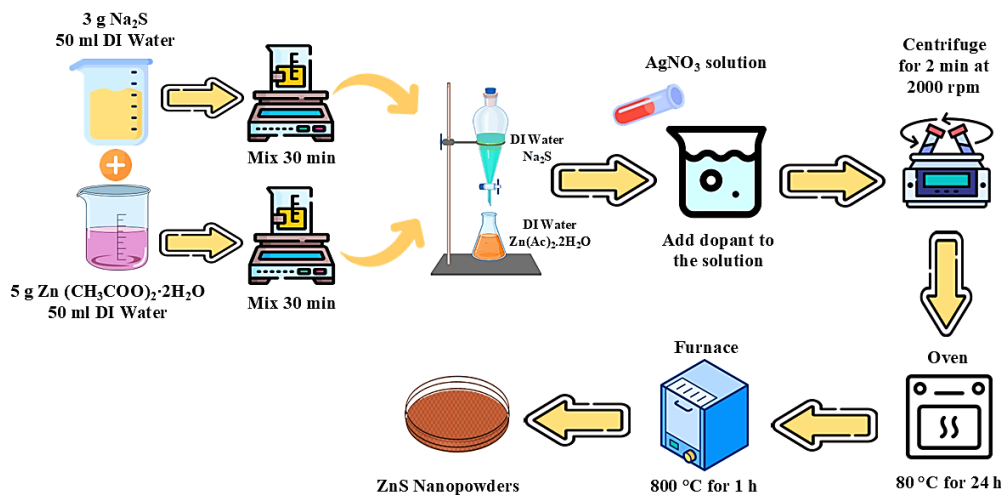 3 g Na₂S
50 ml DI Water
Mix 30 min
5 g Zn (CH₃COO)₂·2H₂O
50 ml DI Water
Mix 30 min
DI Water
Na₂S
DI Water
Zn(Ac)₂.2H₂O
AgNO₃ solution
Add dopant to
the solution
Centrifuge
for 2 min at
2000 rpm
Oven
80 °C for 24 h
Furnace
800 °C for 1 h
ZnS Nanopowders